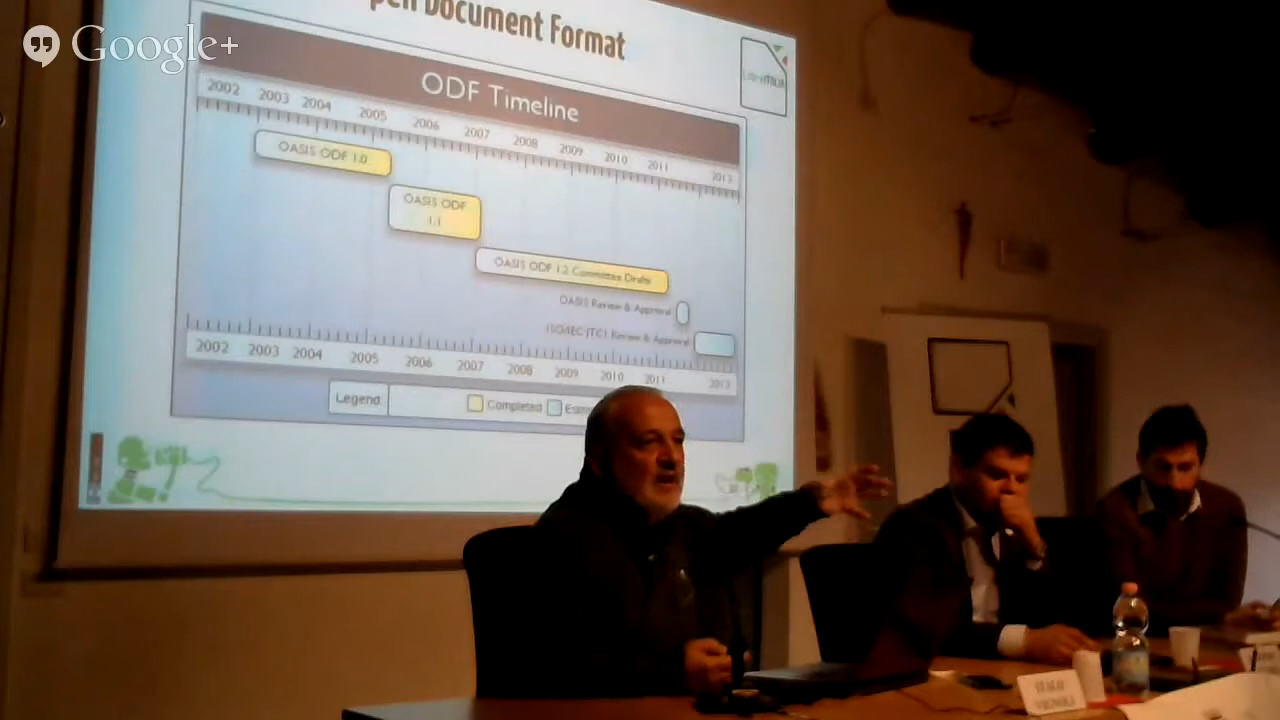 Google+
pen Document Format
LibreITALIA
ODF Timeline
2002 2003 2004 2005 2006 2007 2008 2009 2010 2011 2013
OASIS ODF 1.0
OASIS ODF
1.1
OASIS ODF 1.2 Committee Drafts
OASIS Review & Approval
ISO/IEC JTC1 Review & Approval
2002 2003 2004 2005 2006 2007 2008 2009 2010 2011 2013
Legend
Completed